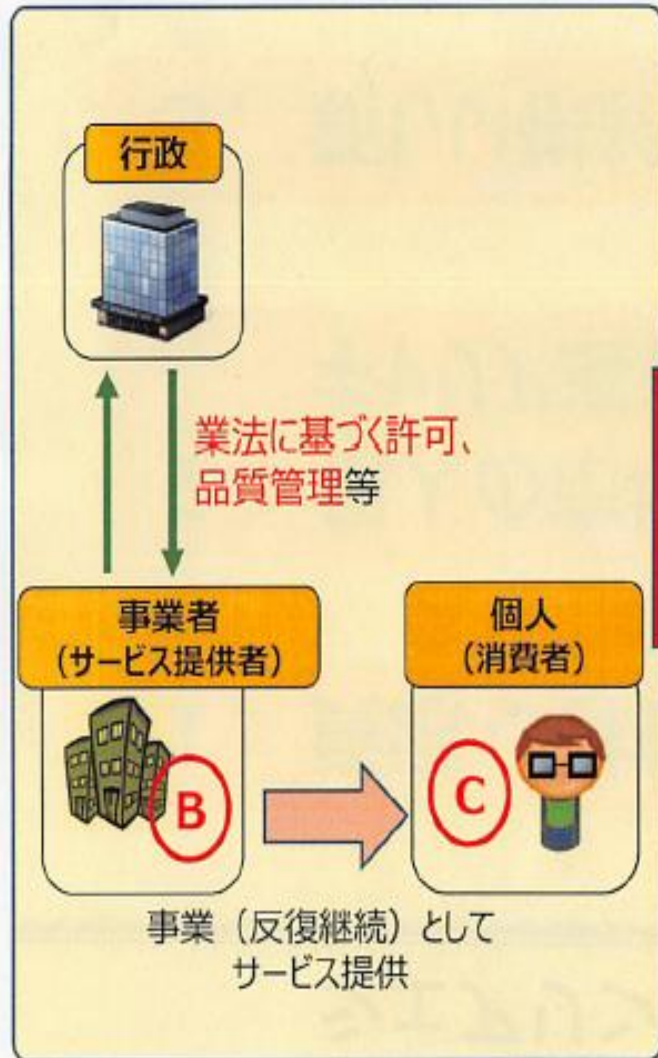 行政
業法に基づく許可、
品質管理等
事業者
（サービス提供者）
個人
（消費者）
B
C
事業（反復継続）として
サービス提供